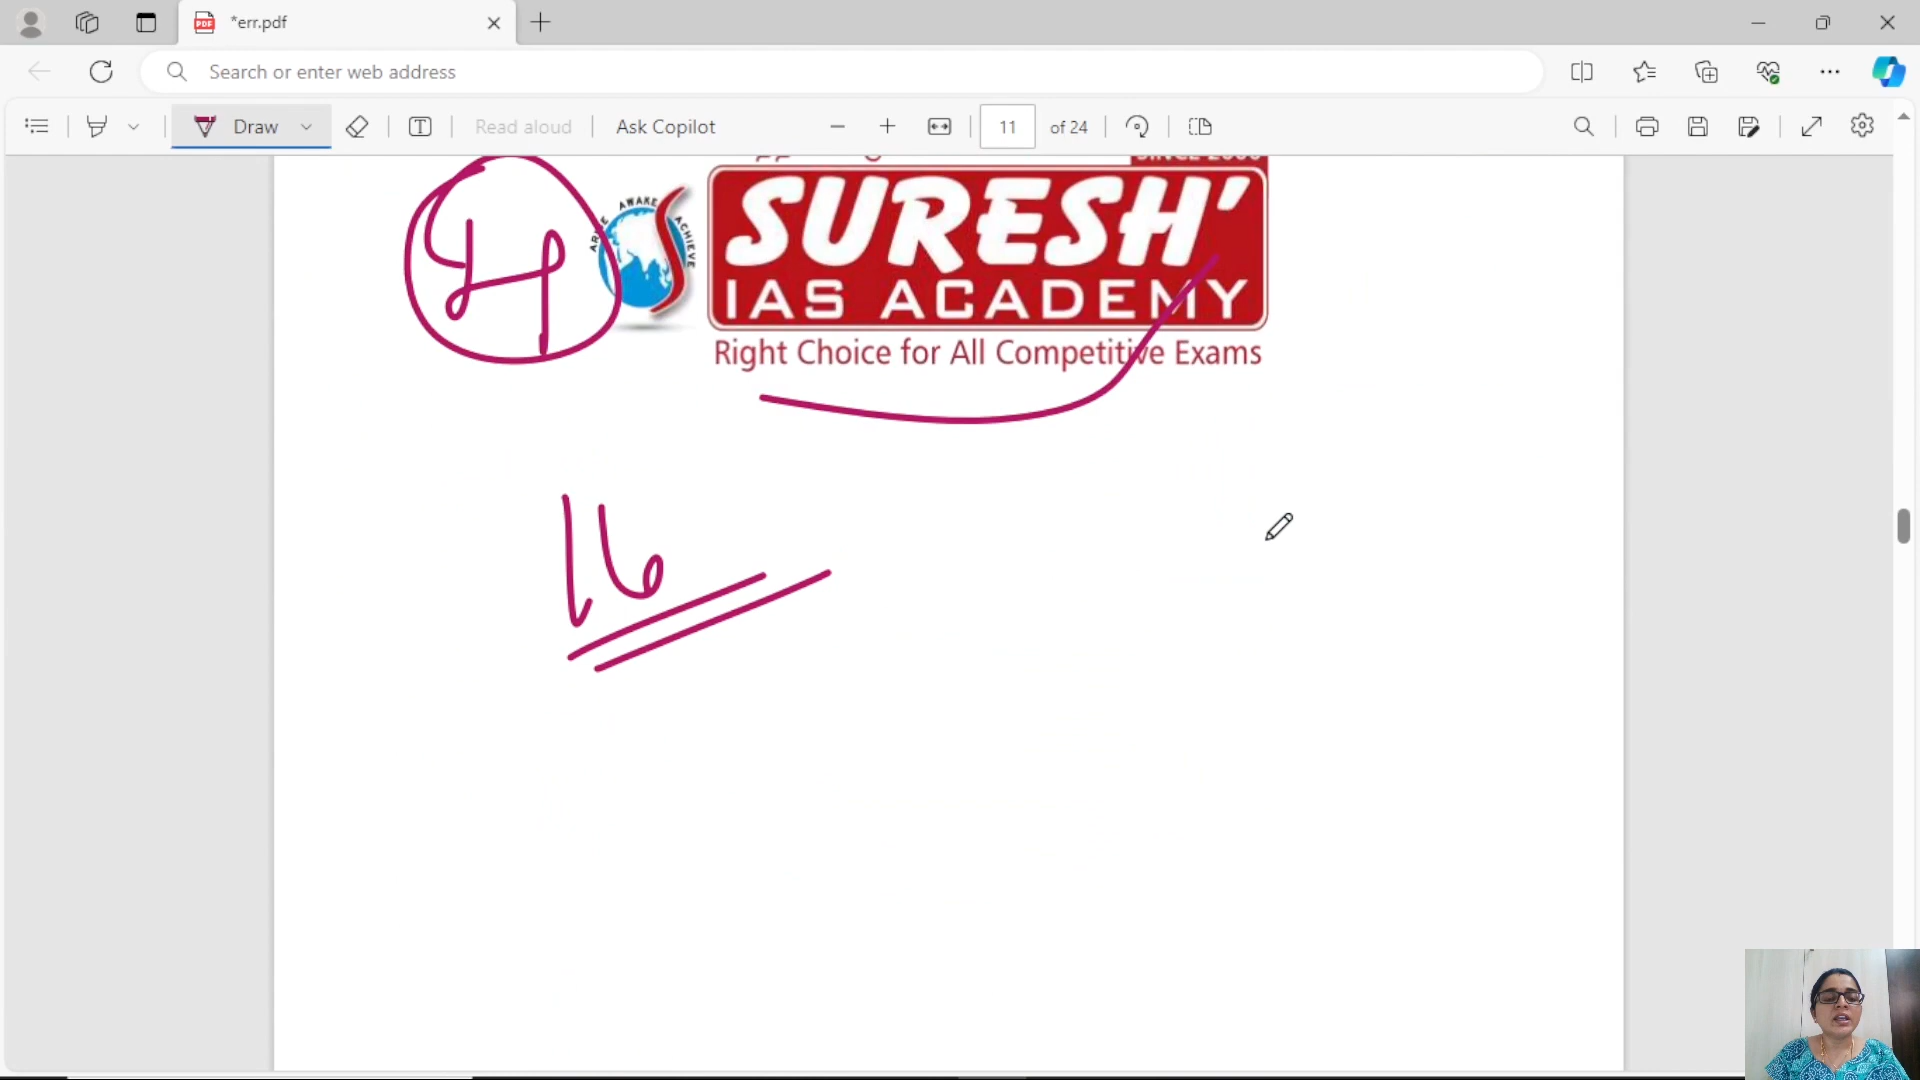 *err.pdf
Search or enter web address
Draw
Read aloud
Ask Copilot
11 of 24
ARISE AWAKE ACHIEVE
SURESH'
IAS ACADEMY
Right Choice for All Competitive Exams
16